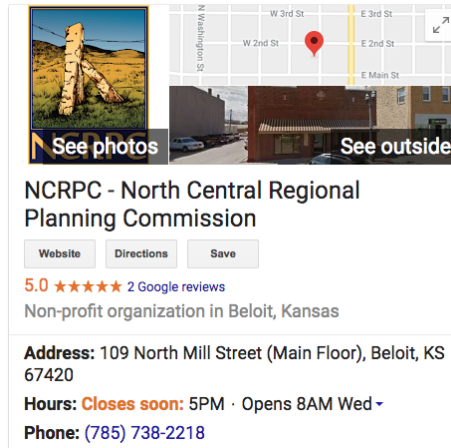 N Washington St
W 3rd St
E 3rd St
W 2nd St
E 2nd St
E Main St
NCRPC
See photos
See outside
NCRPC - North Central Regional
Planning Commission
Website
Directions
Save
5.0 ★★★★★ 2 Google reviews
Non-profit organization in Beloit, Kansas
Address: 109 North Mill Street (Main Floor), Beloit, KS
67420
Hours: Closes soon: 5PM · Opens 8AM Wed
Phone: (785) 738-2218